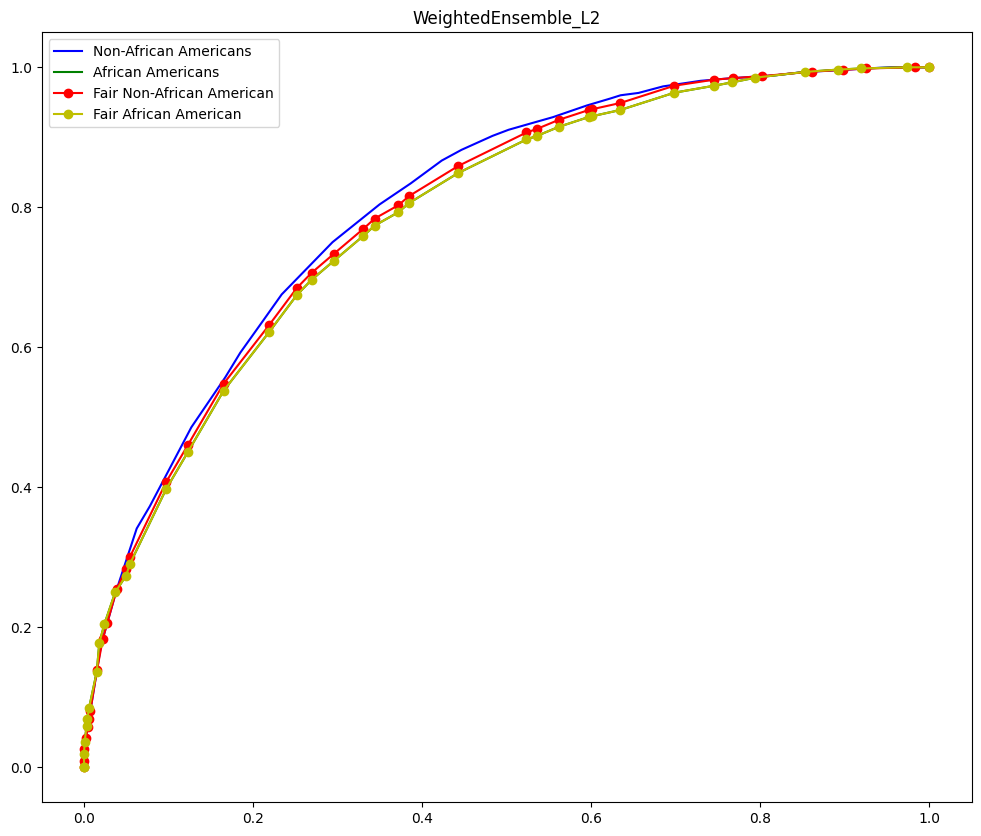 WeightedEnsemble_L2
Non-African Americans
African Americans
Fair Non-African American
Fair African American
1.0
0.8
0.6
0.4
0.2
0.0
0.0 0.2 0.4 0.6 0.8 1.0